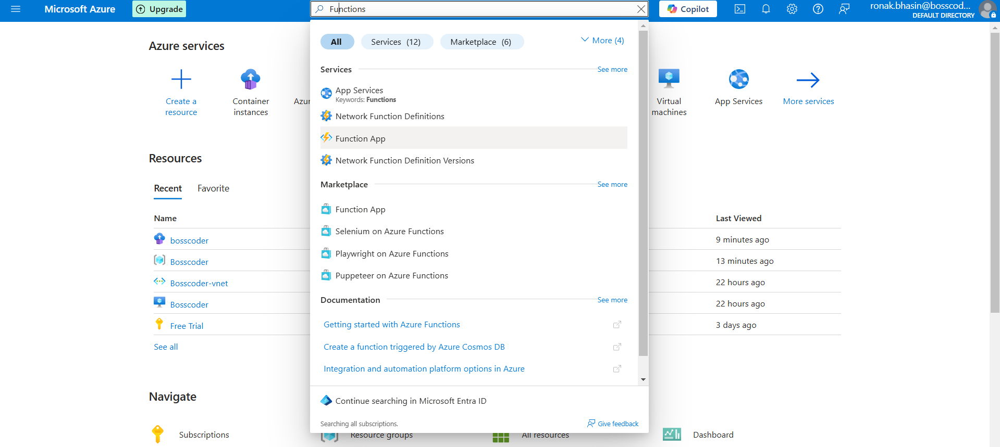 Microsoft Azure
Upgrade
Functions
Copilot
ronak.bhasin@bosscod...
DEFAULT DIRECTORY
All
Services (12)
Marketplace (6)
More (4)
Services
See more
App Services
Keywords: Functions
Network Function Definitions
Function App
Network Function Definition Versions
Marketplace
See more
Function App
Selenium on Azure Functions
Playwright on Azure Functions
Puppeteer on Azure Functions
Documentation
See more
Getting started with Azure Functions
Create a function triggered by Azure Cosmos DB
Integration and automation platform options in Azure
Continue searching in Microsoft Entra ID
Searching all subscriptions.
Give feedback
Azure services
Create a
resource
Container
instances
Azur
Virtual
machines
App Services
More services
Resources
Recent
Favorite
Name
Last Viewed
bosscoder
9 minutes ago
Bosscoder
13 minutes ago
Bosscoder-vnet
22 hours ago
Bosscoder
22 hours ago
Free Trial
3 days ago
See all
Navigate
Subscriptions
Resource groups
All resources
Dashboard